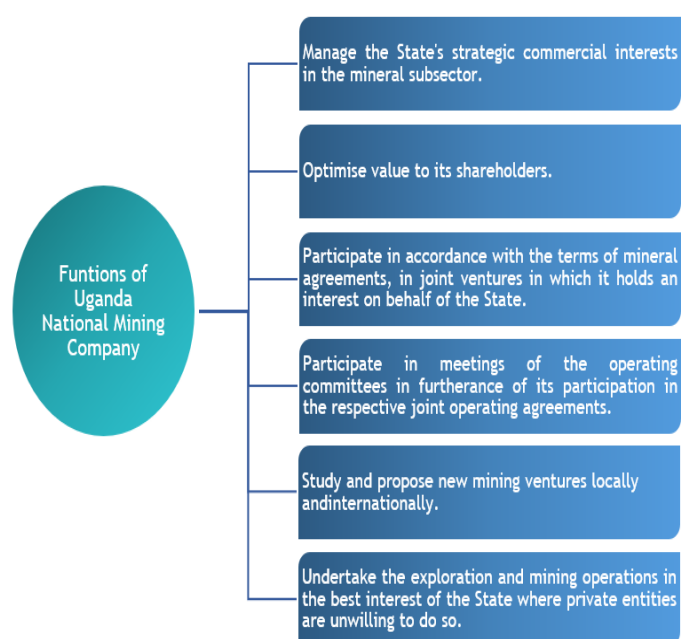 Funtions of
Uganda
National Mining
Company
Manage the State's strategic commercial interests
in the mineral subsector.
Optimise value to its shareholders.
Participate in accordance with the terms of mineral
agreements, in joint ventures in which it holds an
interest on behalf of the State.
Participate in meetings of the operating
committees in furtherance of its participation in
the respective joint operating agreements.
Study and propose new mining ventures locally
andinternationally.
Undertake the exploration and mining operations in
the best interest of the State where private entities
are unwilling to do so.